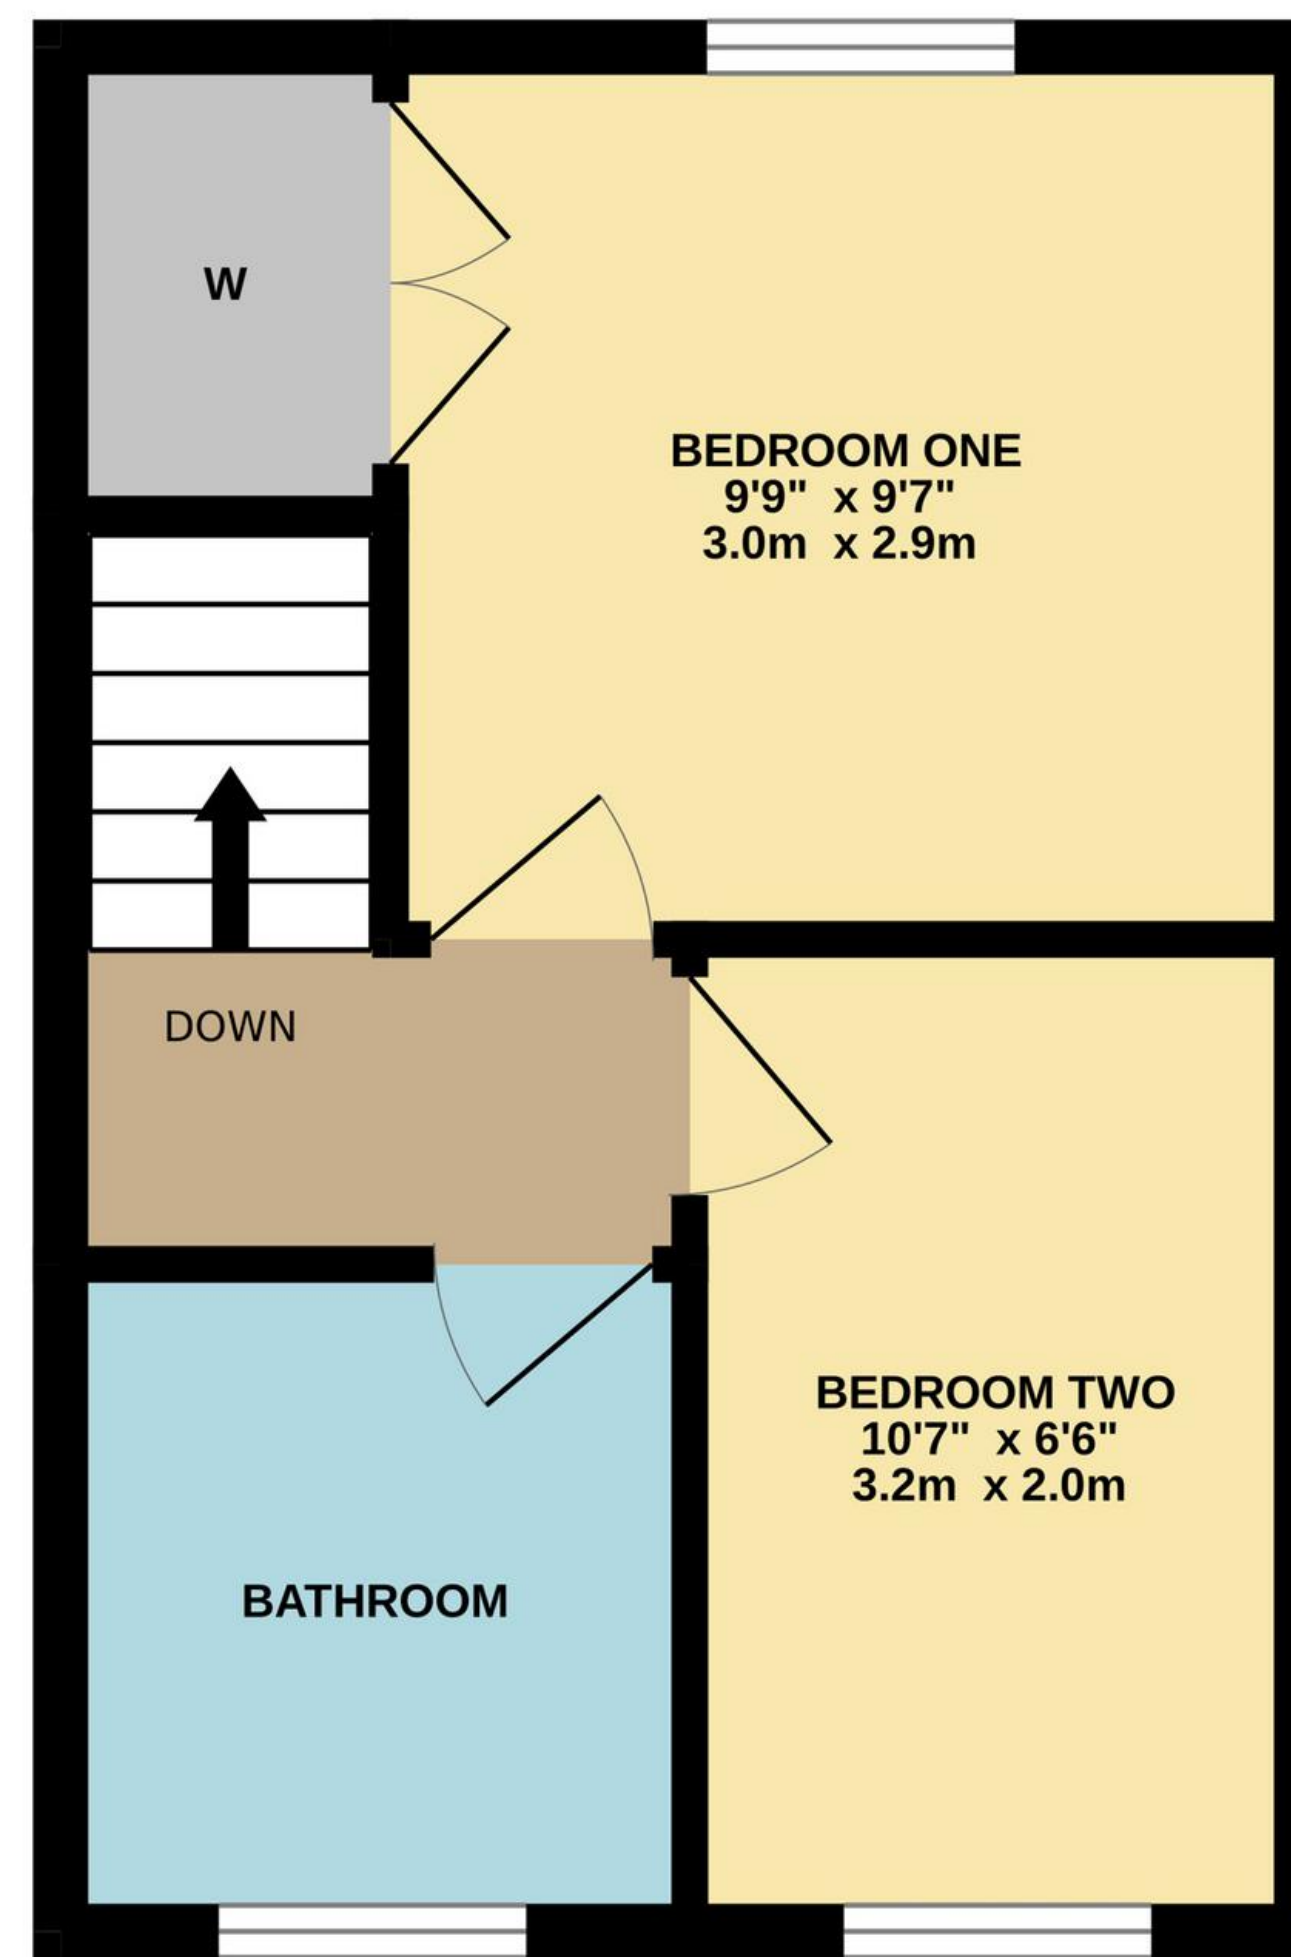 W
BEDROOM ONE
9'9" x 9'7"
3.0m x 2.9m
DOWN
BEDROOM TWO
10'7" x 6'6"
3.2m x 2.0m
BATHROOM